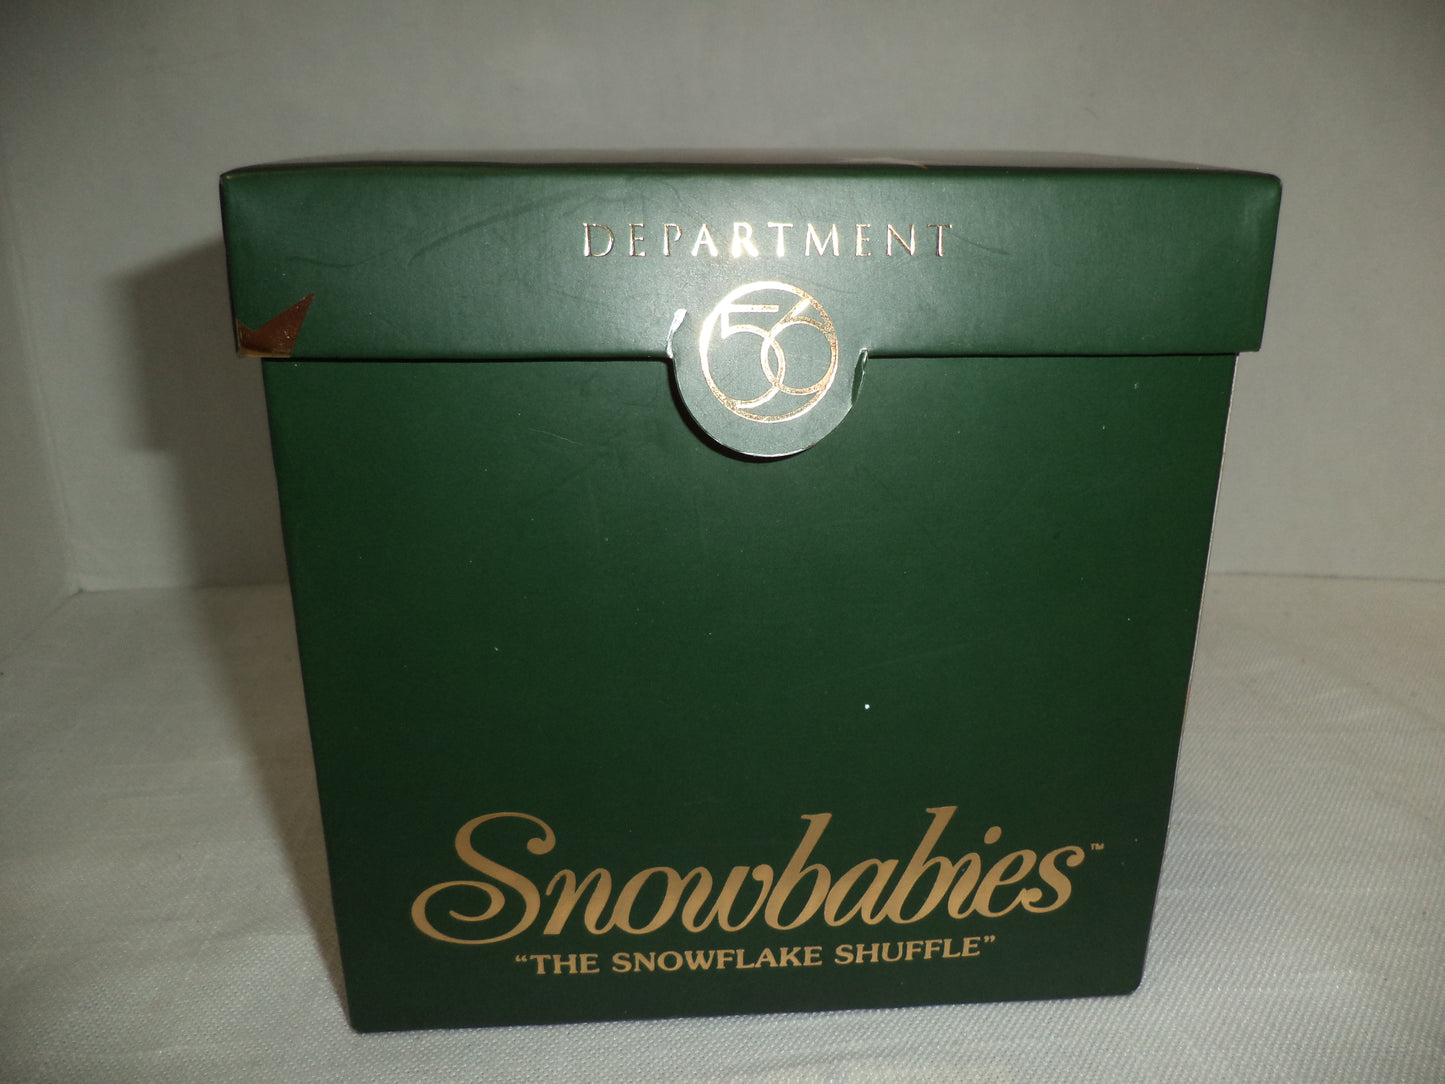 DEPARTMENT
56
Snowbabies™
“THE SNOWFLAKE SHUFFLE”